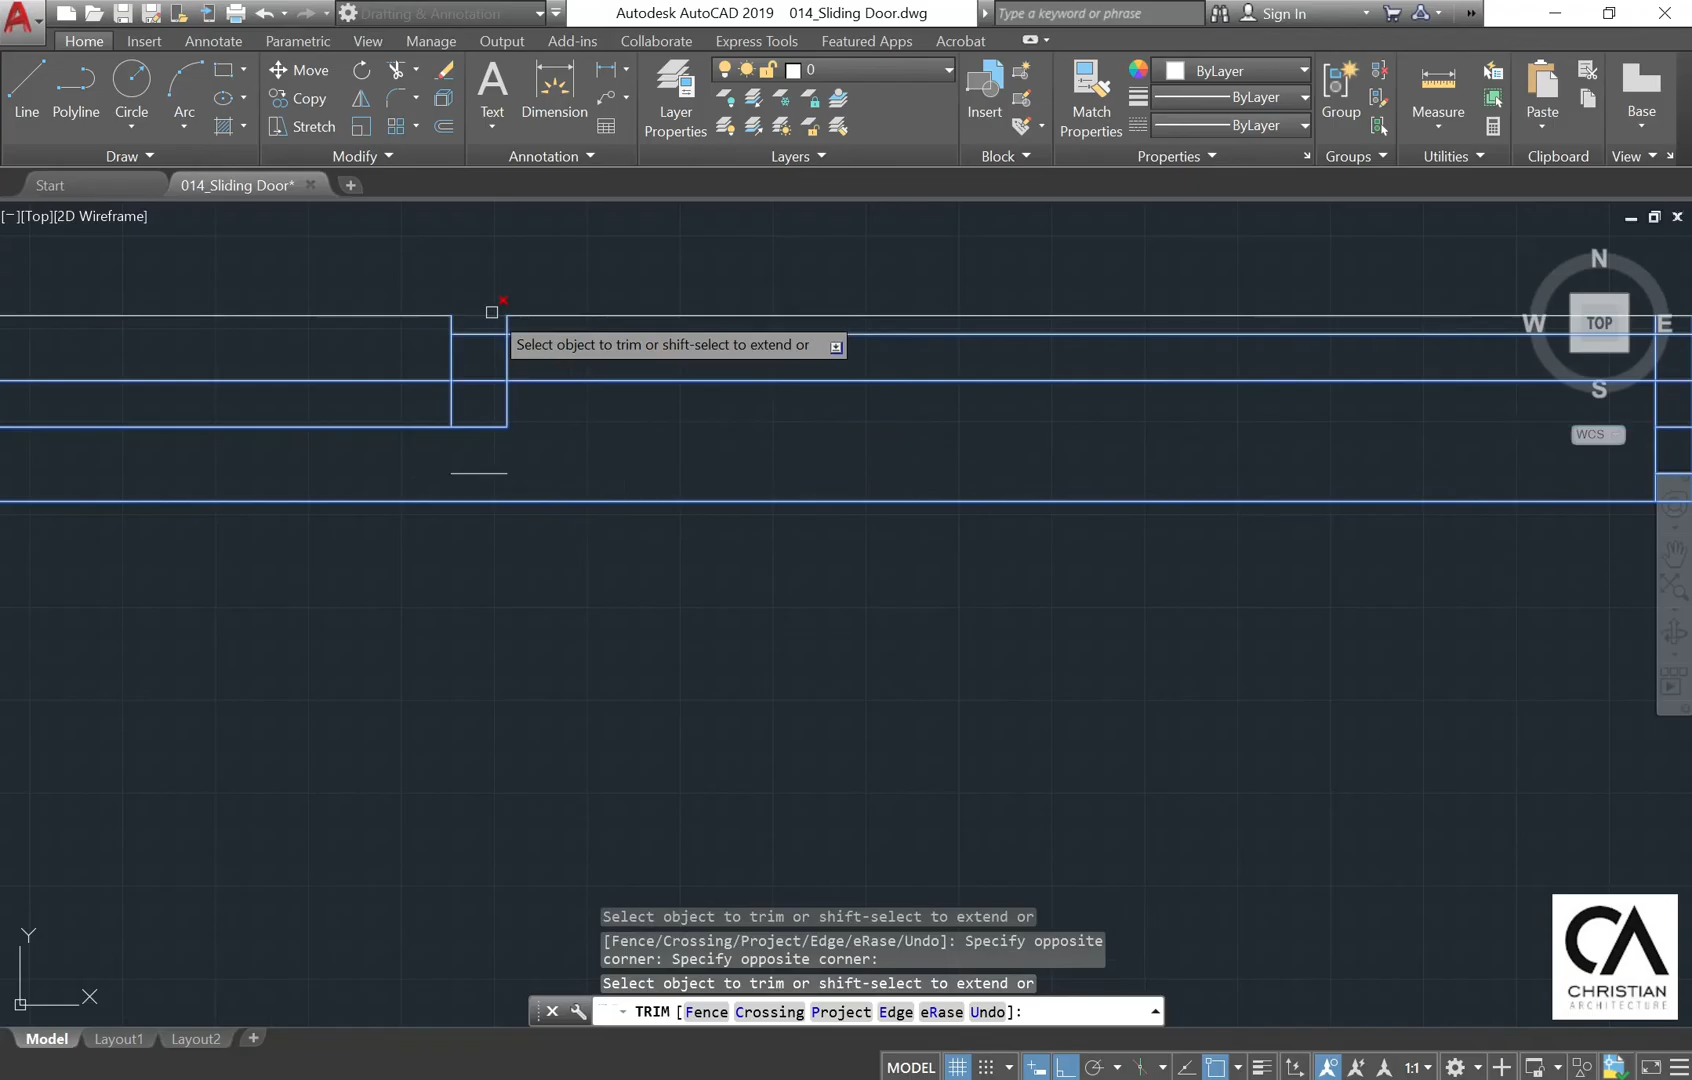 Drafting & Annotation
Autodesk AutoCAD 2019 014_Sliding Door.dwg
Type a keyword or phrase
Sign In
Home Insert Annotate Parametric View Manage Output Add-ins Collaborate Express Tools Featured Apps Acrobat
Line
Polyline
Circle
Arc
Move
Copy
Stretch
Text
Dimension
Layer
Properties
0
Insert
Match
Properties
ByLayer
ByLayer
ByLayer
Group
Measure
Paste
Base
Draw
Modify
Annotation
Layers
Block
Properties
Groups
Utilities
Clipboard
View
Start
014_Sliding Door*
[−][Top][2D Wireframe]
N
W TOP E
S
WCS
Select object to trim or shift-select to extend or
Y
X
Select object to trim or shift-select to extend or
[Fence/Crossing/Project/Edge/eRase/Undo]: Specify opposite
corner: Specify opposite corner:
Select object to trim or shift-select to extend or
TRIM [Fence Crossing Project Edge eRase Undo]:
CA
CHRISTIAN
ARCHITECTURE
Model Layout1 Layout2
MODEL
1:1